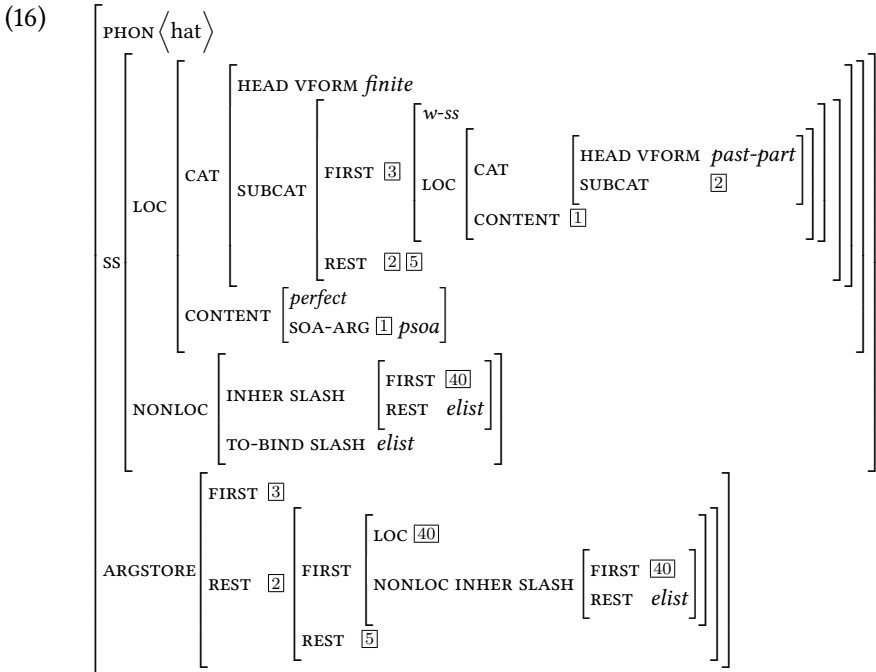 (16)
PHON ⟨hat⟩
HEAD VFORM finite
w-ss
FIRST 3
CAT
HEAD VFORM past-part
SUBCAT 2
CAT
SUBCAT
LOC
CONTENT 1
LOC
REST 2 5
SS
CONTENT
perfect
SOA-ARG 1 psoa
NONLOC
INHER SLASH
FIRST 40
REST elist
TO-BIND SLASH elist
FIRST 3
LOC 40
ARGSTORE
REST 2
FIRST
NONLOC INHER SLASH
FIRST 40
REST elist
REST 5